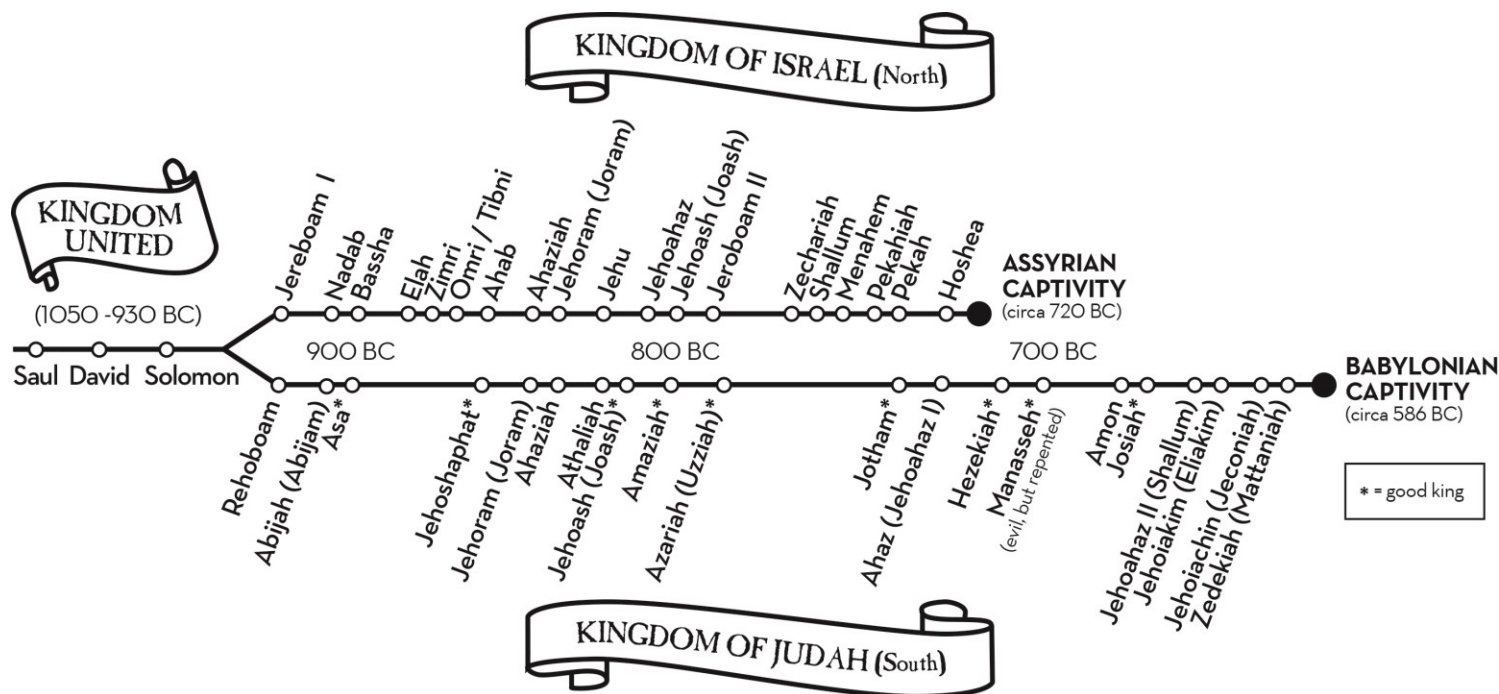 KINGDOM OF ISRAEL (North)
KINGDOM
UNITED
(1050 -930 BC)
Saul
David
Solomon
Jereboam I
Nadab
Bassha
Elah
Zimri
Omri / Tibni
Ahab
Ahaziah
Jehoram (Joram)
Jehu
Jehoahaz
Jehoash (Joash)
Jeroboam II
Zechariah
Shallum
Menahem
Pekahiah
Pekah
Hoshea
ASSYRIAN
CAPTIVITY
(circa 720 BC)
900 BC
800 BC
700 BC
Rehoboam
Abijah (Abijam)
Asa*
Jehoshaphat*
Jehoram (Joram)
Ahaziah
Athaliah
Jehoash (Joash)*
Amaziah*
Azariah (Uzziah)*
Jotham*
Ahaz (Jehoahaz I)
Hezekiah*
Manasseh*
(evil, but repented)
Amon
Josiah*
Jehoahaz II (Shallum)
Jehoiakim (Eliakim)
Jehoiachin (Jeconiah)
Zedekiah (Mattaniah)
BABYLONIAN
CAPTIVITY
(circa 586 BC)
* = good king
KINGDOM OF JUDAH (South)